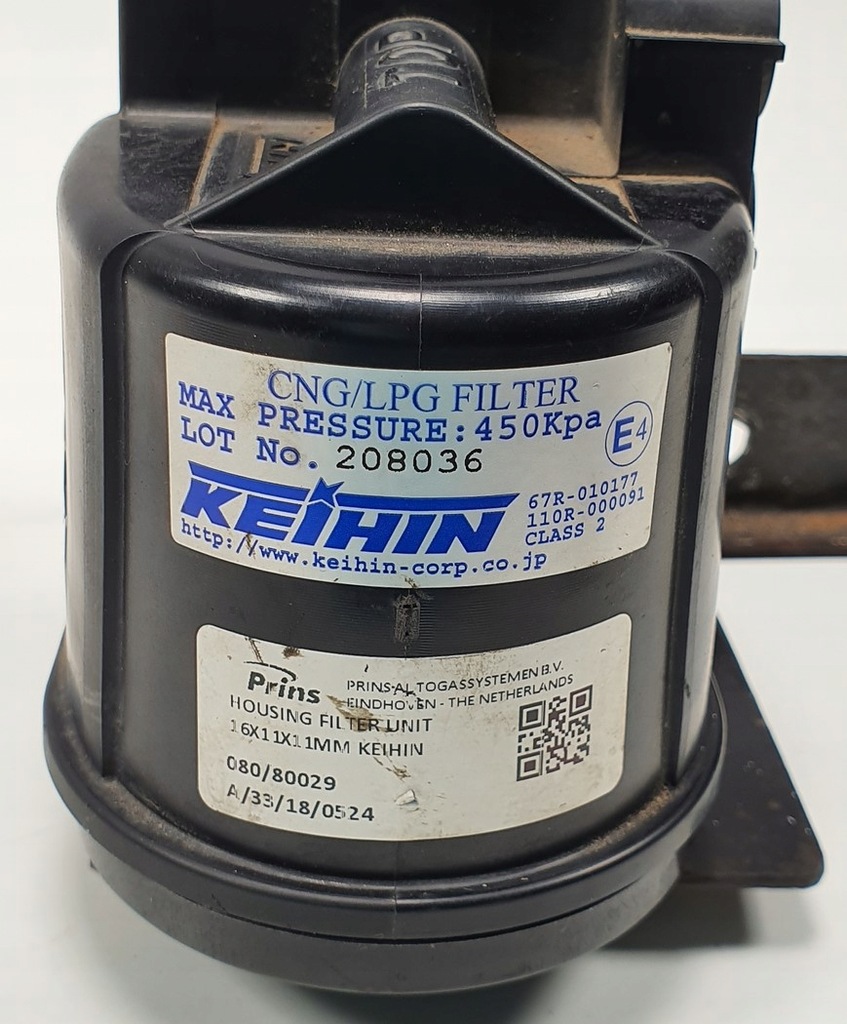 TOP
CNG/LPG FILTER
MAX PRESSURE:450Kpa
LOT No. 208036
E4
KEIHIN
67R-010177
110R-000091
CLASS 2
http://www.keihin-corp.co.jp
Prins
PRINS AUTOGASSYSTEMEN B.V.
EINDHOVEN - THE NETHERLANDS
HOUSING FILTER UNIT
16X11X11MM KEIHIN
080/80029
A/33/18/0524